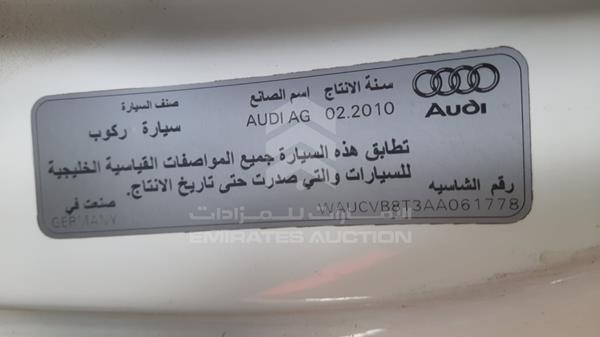 سنة الانتاج اسم الصانع صنف السيارة
AUDI AG 02.2010 سيارة ركوب
Audi
تطابق هذه السيارة جميع المواصفات القياسية الخليجية
للسيارات والتي صدرت حتى تاريخ الانتاج.
رقم الشاسيه صنعت في
WAUCVB8T3AA061778 GERMANY
الإمارات للمزادات
EMIRATES AUCTION